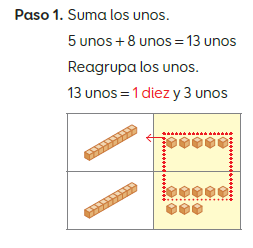 Paso 1. Suma los unos.
5 unos + 8 unos = 13 unos
Reagrupa los unos.
13 unos = 1 diez y 3 unos